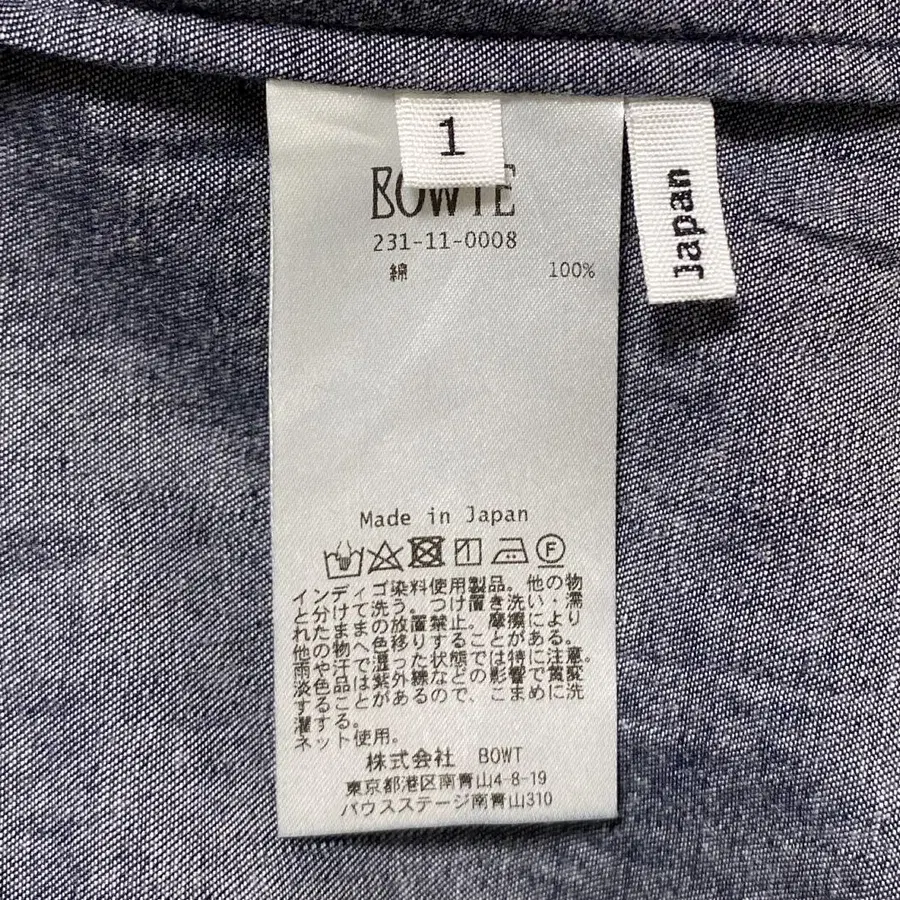 1
BOWTE
231-11-0008
綿 100%
Japan
Made in Japan
F
インディゴ染料使用製品。他の物
と分けて洗う。つけ置き洗い・濡
れたままの放置禁止。摩擦により
他の物へ色移りすることがある。
雨や汗で湿った状態では特に注意。
淡色品は紫外線などの影響で黄変
することがあるので、こまめに洗
濯する。
ネット使用。
株式会社 BOWT
東京都港区南青山4-8-19
バウスステージ南青山310